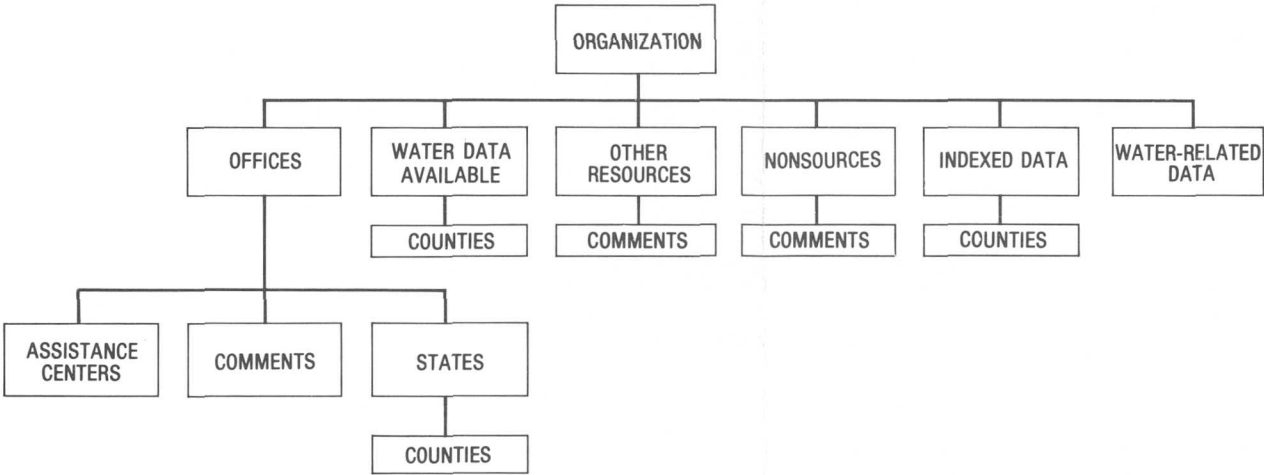 ORGANIZATION
OFFICES
WATER DATA
AVAILABLE
OTHER
RESOURCES
NONSOURCES
INDEXED DATA
WATER-RELATED
DATA
COUNTIES
COMMENTS
COMMENTS
COUNTIES
ASSISTANCE
CENTERS
COMMENTS
STATES
COUNTIES